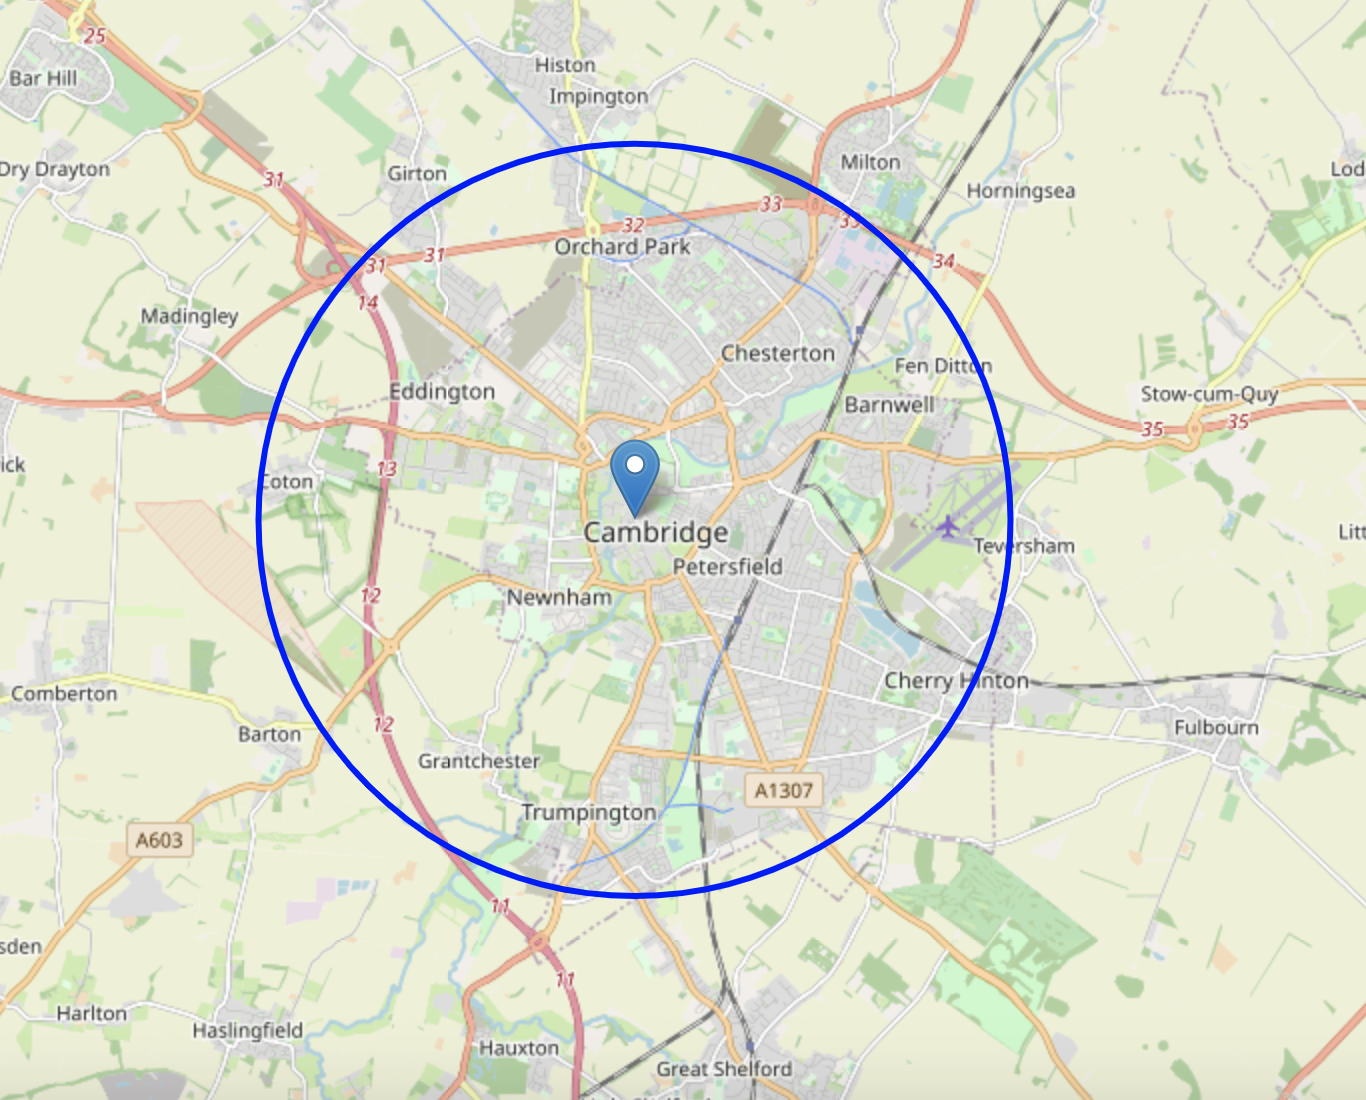 25
Bar Hill
Histon
Impington
Dry Drayton
31
Girton
Milton
Horningsea
Lod
33
32
33
Orchard Park
31
31
34
14
Madingley
Chesterton
Fen Ditton
Eddington
Barnwell
Stow-cum-Quy
35
35
ick
13
Coton
Cambridge
Teversham
Litt
Petersfield
12
Newnham
Comberton
Cherry Hinton
12
Barton
Fulbourn
Grantchester
A1307
Trumpington
A603
11
sden
11
Harlton
Haslingfield
Hauxton
Great Shelford